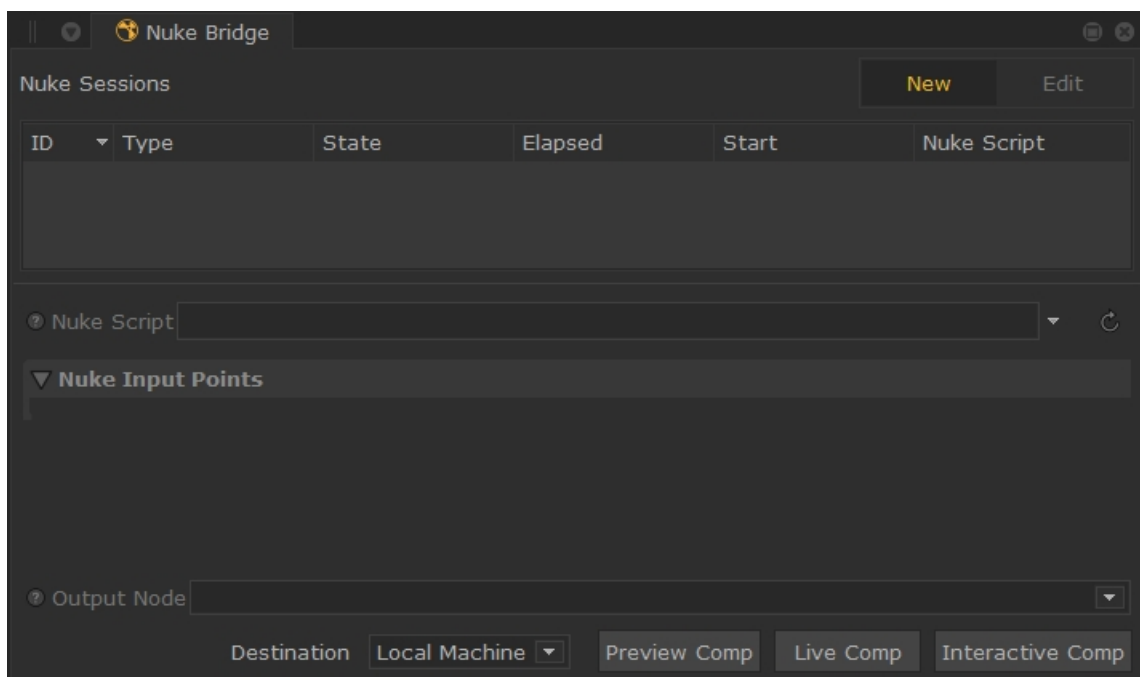 Nuke Bridge
Nuke Sessions New Edit
ID Type State Elapsed Start Nuke Script
Nuke Script
Nuke Input Points
Output Node
Destination Local Machine Preview Comp Live Comp Interactive Comp